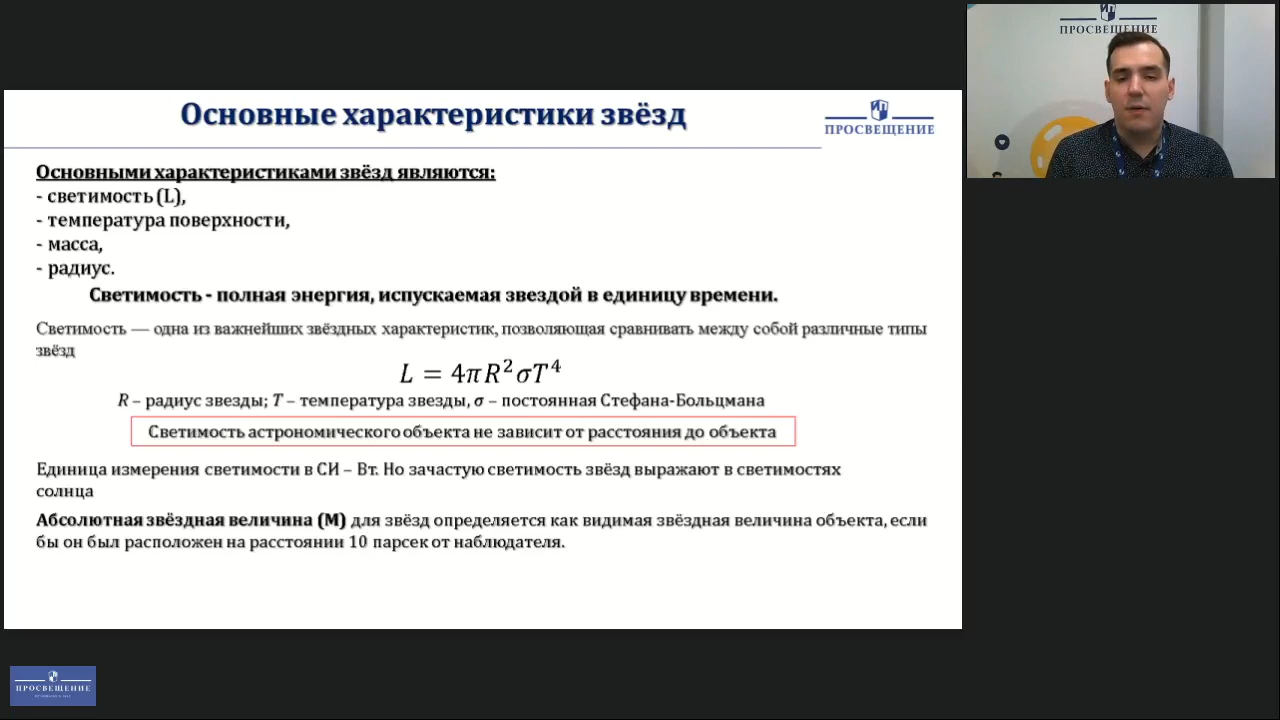 Основные характеристики звёзд
ПРОСВЕЩЕНИЕ
ПРОСВЕЩЕНИЕ
Основными характеристиками звёзд являются:
- светимость (L),
- температура поверхности,
- масса,
- радиус.
Светимость - полная энергия, испускаемая звездой в единицу времени.
Светимость — одна из важнейших звёздных характеристик, позволяющая сравнивать между собой различные типы
звёзд
L = 4πR²σT⁴
R – радиус звезды; T – температура звезды, σ – постоянная Стефана-Больцмана
Светимость астрономического объекта не зависит от расстояния до объекта
Единица измерения светимости в СИ – Вт. Но зачастую светимость звёзд выражают в светимостях
солнца
Абсолютная звёздная величина (M) для звёзд определяется как видимая звёздная величина объекта, если
бы он был расположен на расстоянии 10 парсек от наблюдателя.
ПРОСВЕЩЕНИЕ